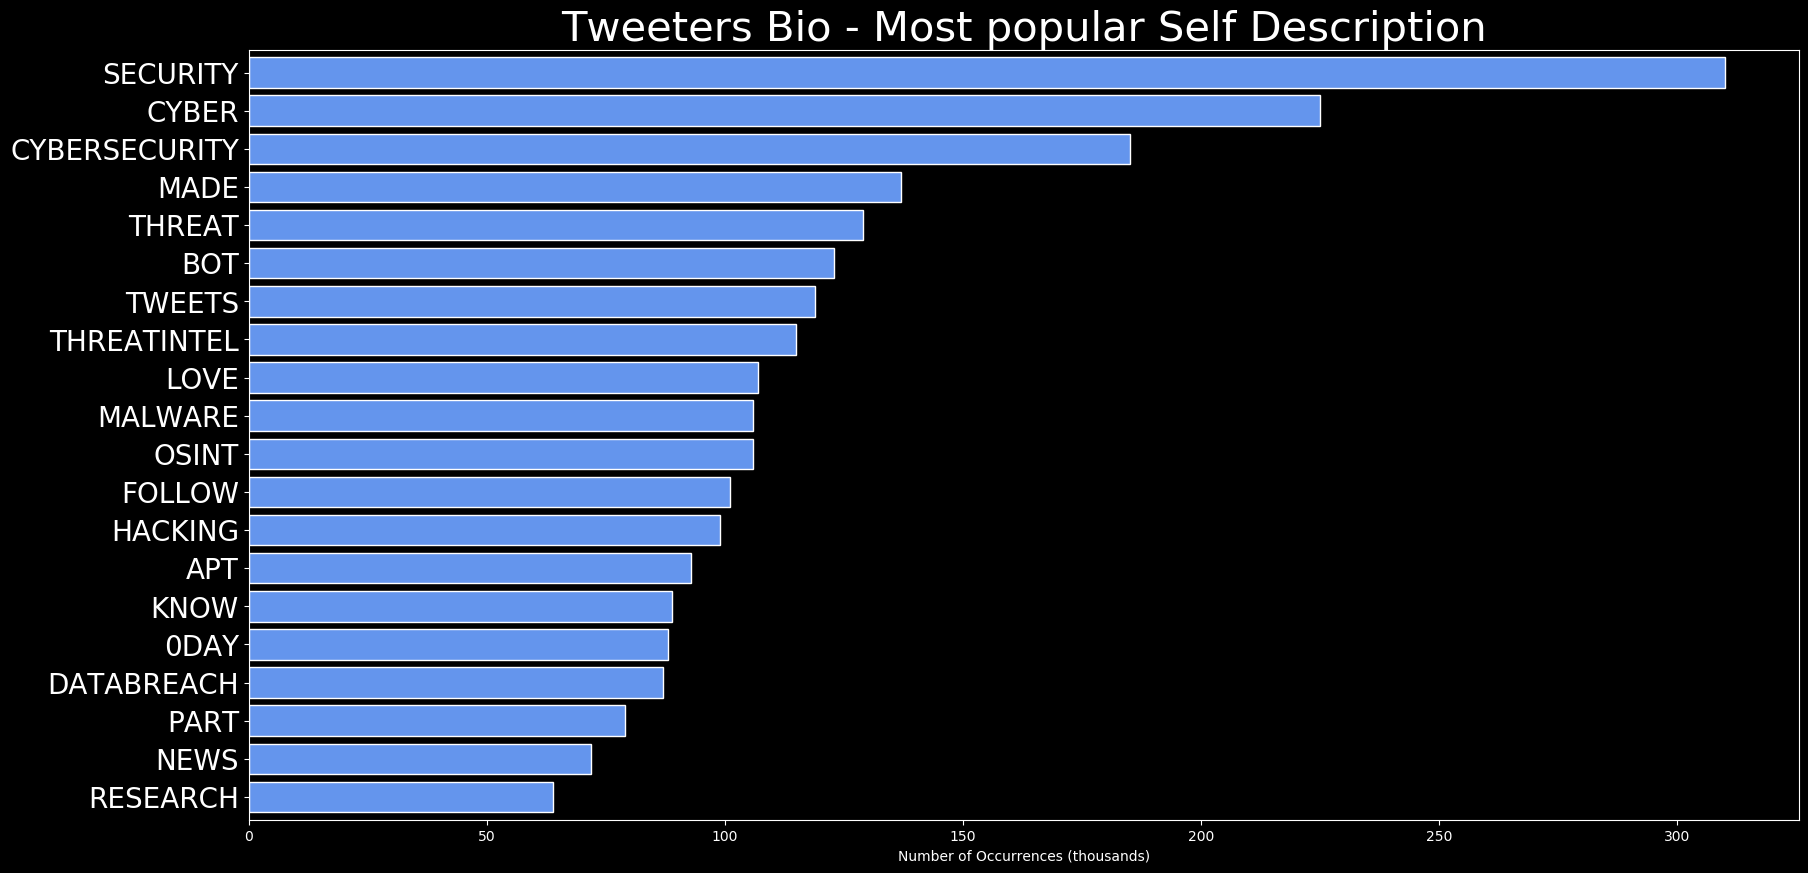 Tweeters Bio - Most popular Self Description
SECURITY
CYBER
CYBERSECURITY
MADE
THREAT
BOT
TWEETS
THREATINTEL
LOVE
MALWARE
OSINT
FOLLOW
HACKING
APT
KNOW
0DAY
DATABREACH
PART
NEWS
RESEARCH
0 50 100 150 200 250 300
Number of Occurrences (thousands)